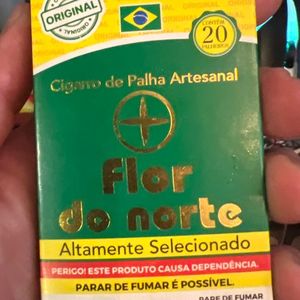 ORIGINAL
ORIGINAL
CONTÉM
20
PALHEIROS
Cigarro de Palha Artesanal
Flor
do norte
Altamente Selecionado
PERIGO! ESTE PRODUTO CAUSA DEPENDÊNCIA.
PARAR DE FUMAR É POSSÍVEL.
PARE DE FUMAR